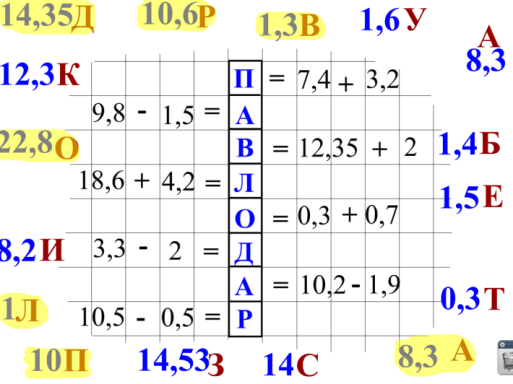 14,35Д 10,6Р 1,3В 1,6У А 8,3
12,3К П = 7,4 + 3,2
9,8 - 1,5 = А
22,8О В = 12,35 + 2 1,4Б
18,6 + 4,2 = Л 1,5Е
О = 0,3 + 0,7
8,2И 3,3 - 2 = Д
А = 10,2 - 1,9 0,3Т
1Л 10,5 - 0,5 = Р
10П 14,53З 14С 8,3 А